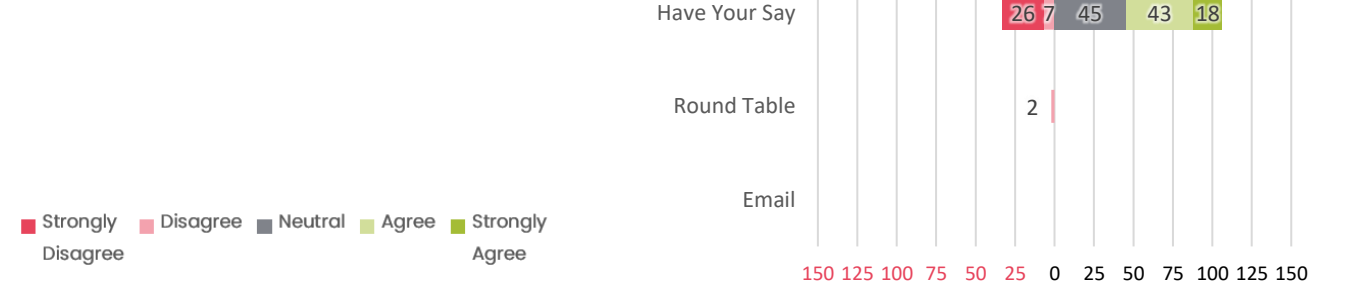 Have Your Say 26 7 45 43 18
Round Table 2
Email
Strongly Disagree Neutral Agree Strongly
Disagree Agree
150 125 100 75 50 25 0 25 50 75 100 125 150